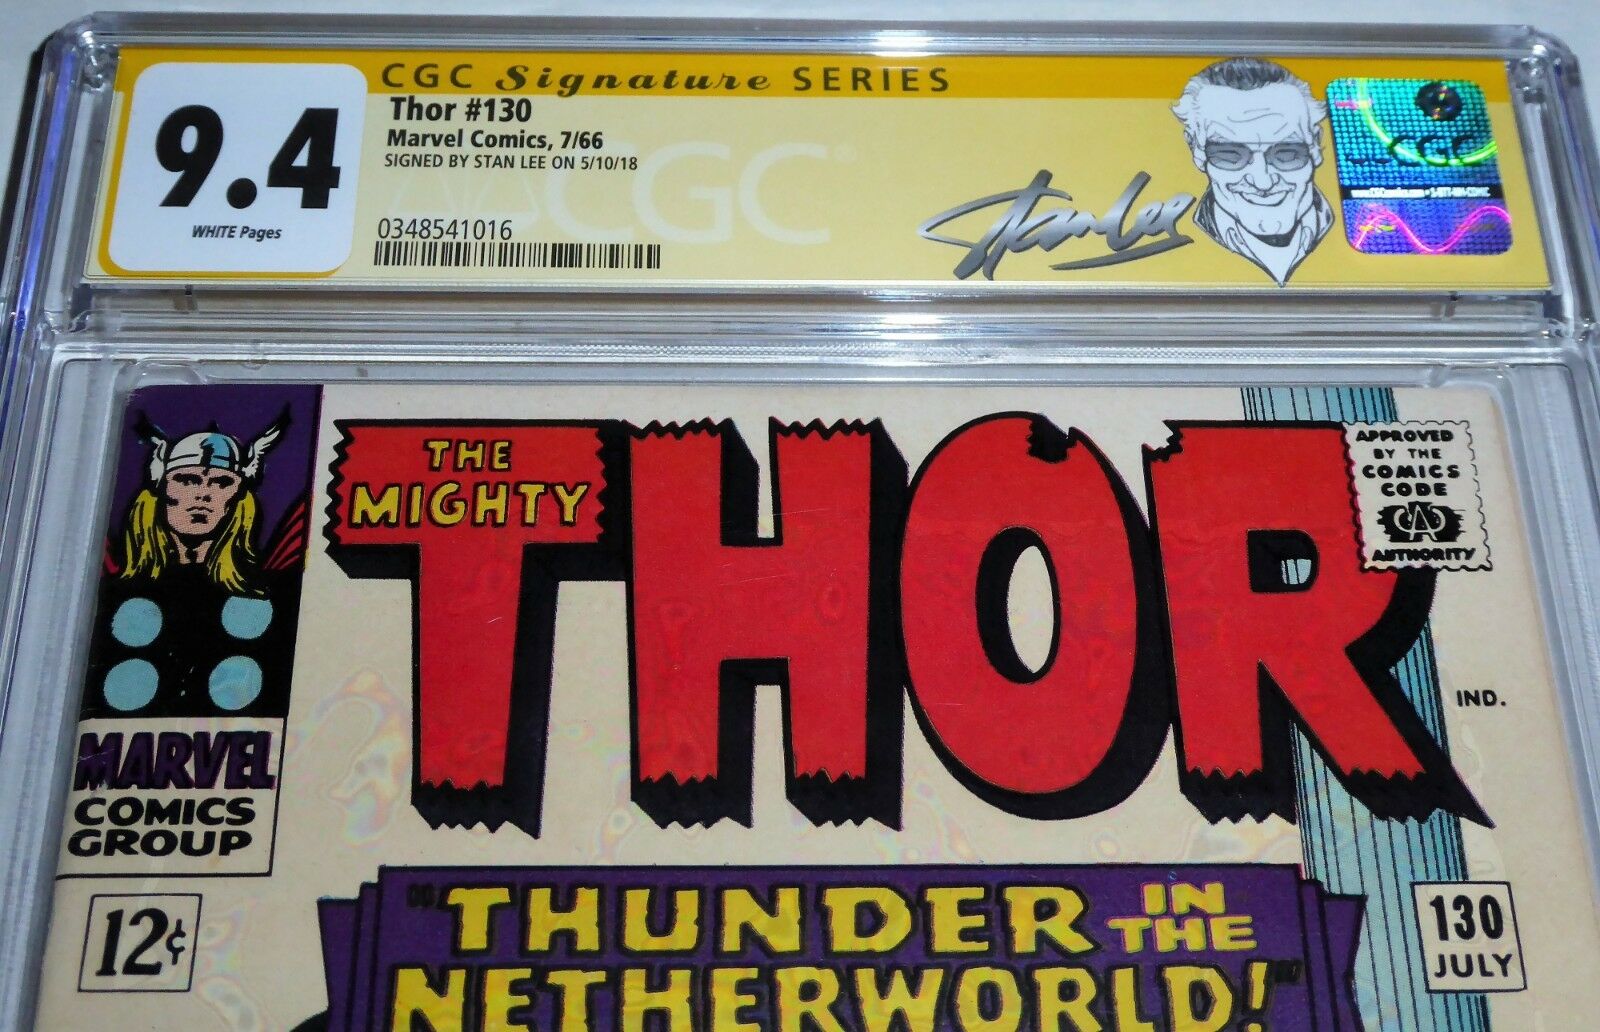 CGC Signature SERIES
9.4
WHITE Pages
Thor #130
Marvel Comics, 7/66
SIGNED BY STAN LEE ON 5/10/18
CGC
0348541016
Stan Lee
CGC
THE MIGHTY
THOR
APPROVED
BY THE
COMICS
CODE
AUTHORITY
IND.
MARVEL
COMICS
GROUP
12¢
"THUNDER IN THE
NETHERWORLD!"
130
JULY